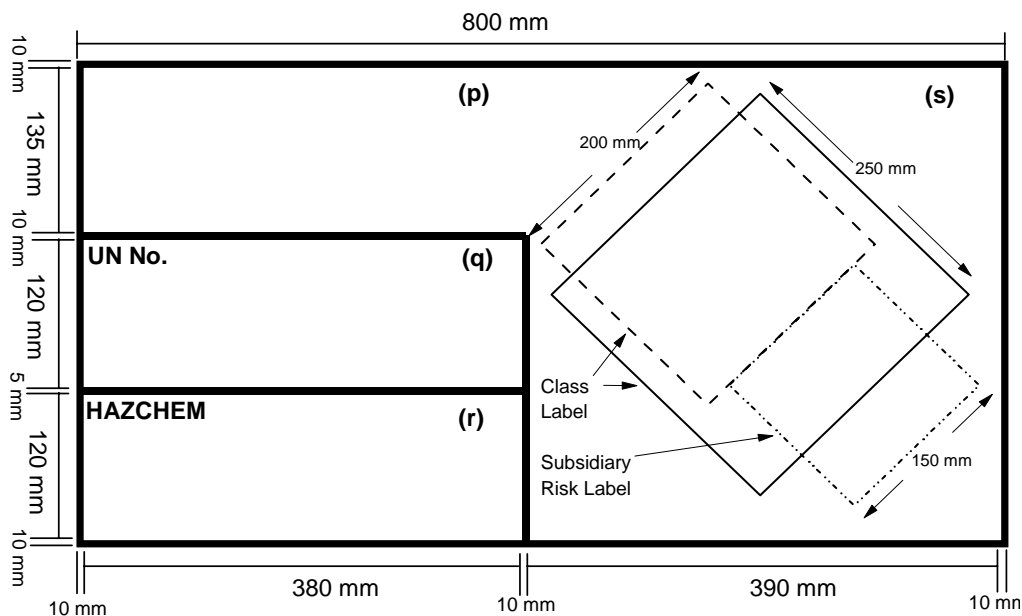 800 mm
10 mm
135 mm
10 mm
120 mm
5 mm
120 mm
10 mm
(p)
(s)
200 mm
250 mm
UN No.
(q)
HAZCHEM
(r)
Class
Label
Subsidiary
Risk Label
150 mm
380 mm
390 mm
10 mm
10 mm
10 mm